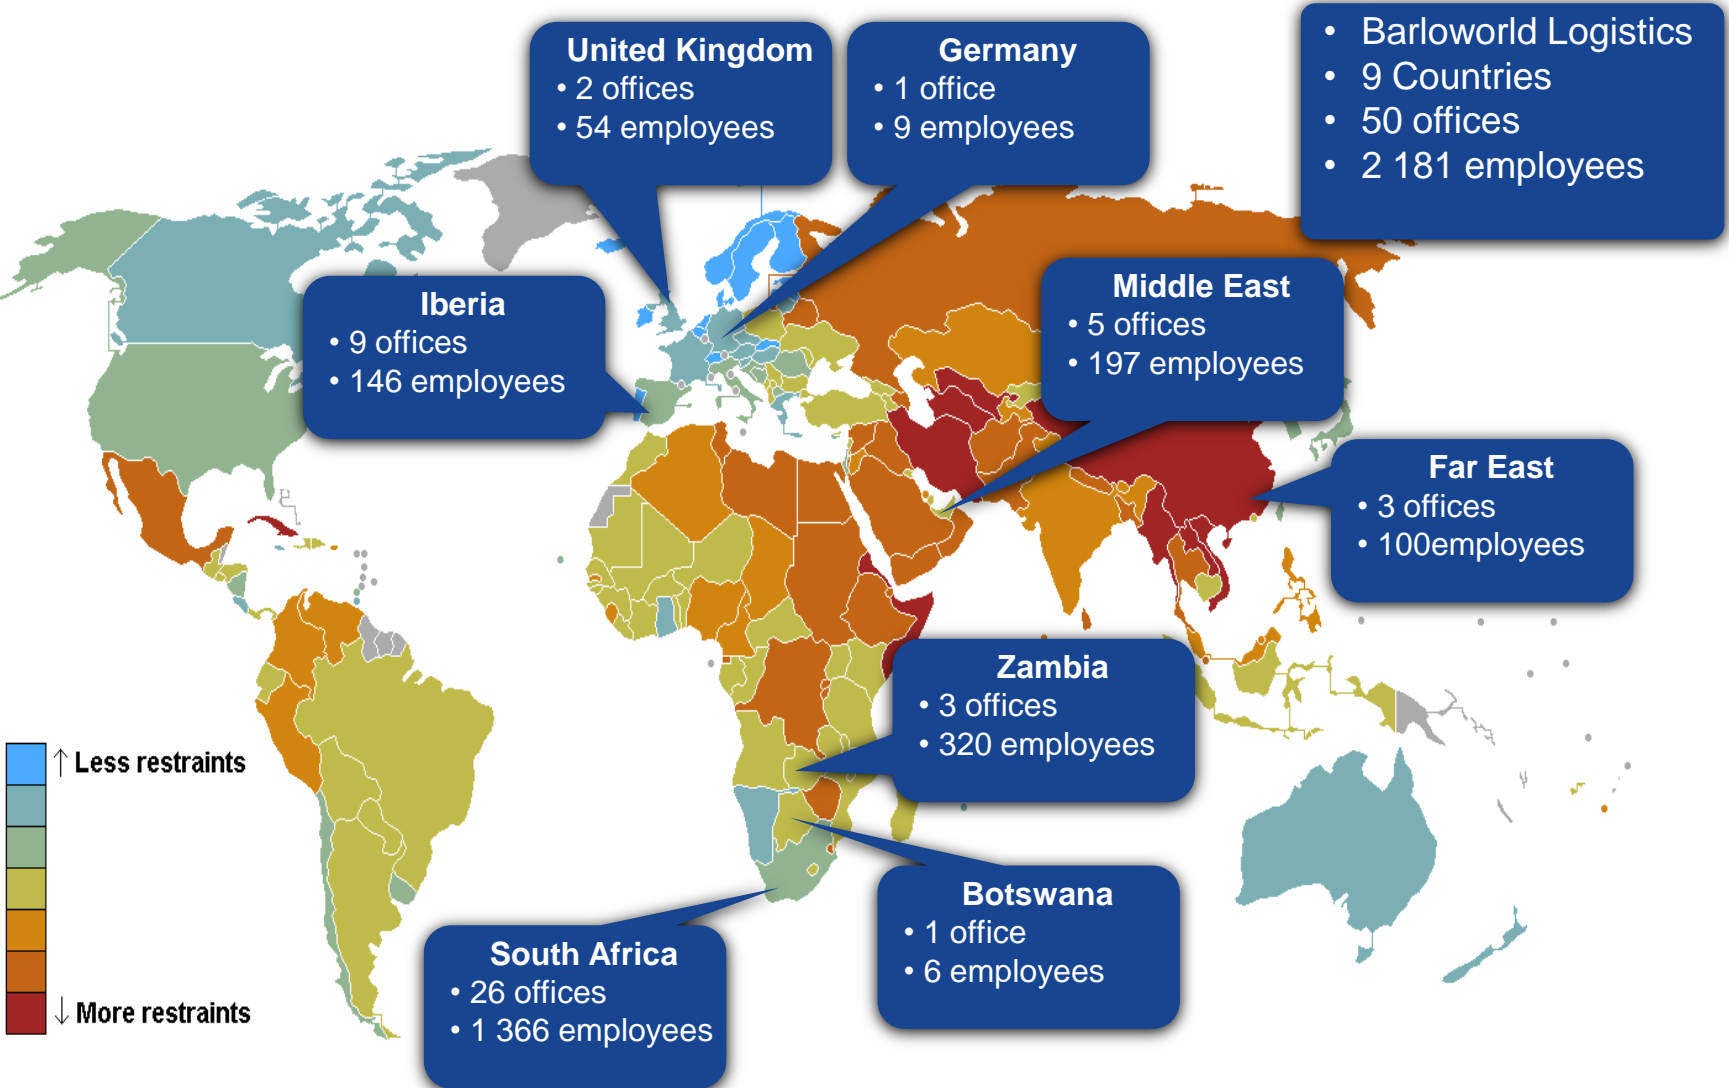 United Kingdom
• 2 offices
• 54 employees
Germany
• 1 office
• 9 employees
• Barloworld Logistics
• 9 Countries
• 50 offices
• 2 181 employees
Iberia
• 9 offices
• 146 employees
Middle East
• 5 offices
• 197 employees
Far East
• 3 offices
• 100employees
Zambia
• 3 offices
• 320 employees
Botswana
• 1 office
• 6 employees
South Africa
• 26 offices
• 1 366 employees
↑ Less restraints
↓ More restraints